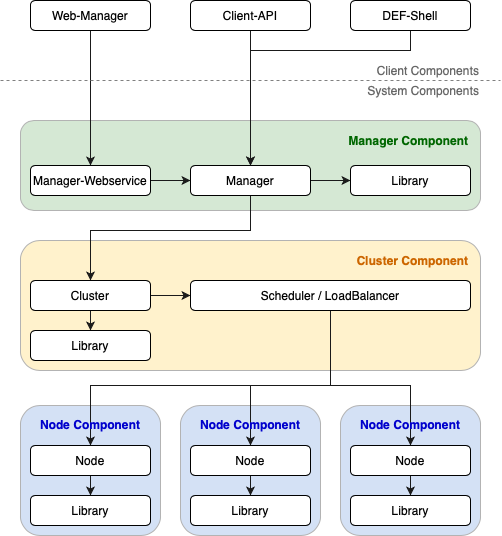 Web-Manager
Client-API
DEF-Shell
Client Components
System Components
Manager Component
Manager-Webservice
Manager
Library
Cluster Component
Cluster
Scheduler / LoadBalancer
Library
Node Component
Node Component
Node Component
Node
Node
Node
Library
Library
Library